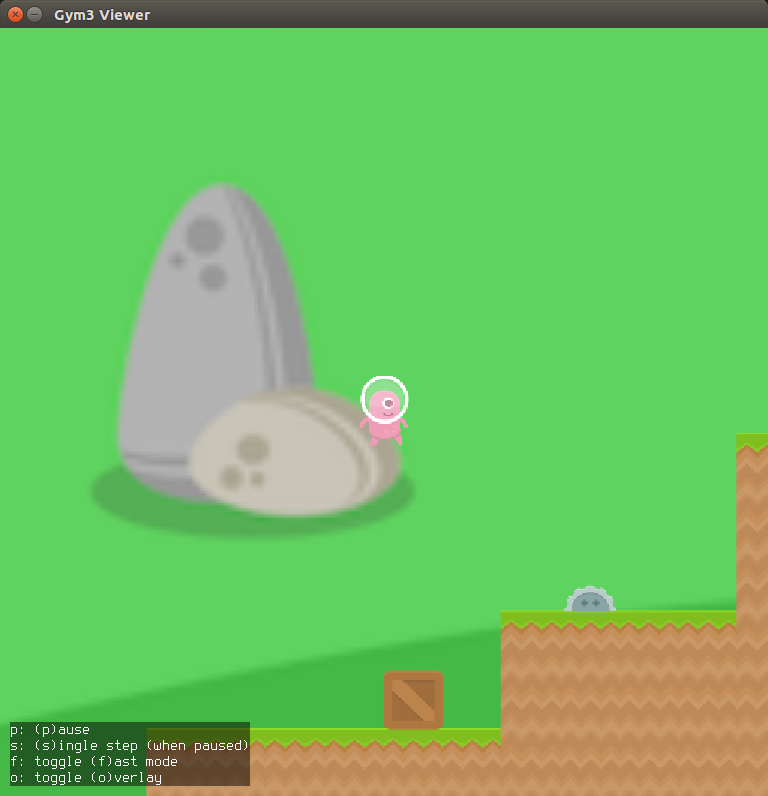 Gym3 Viewer
p: (p)ause
s: (s)ingle step (when paused)
f: toggle (f)ast mode
o: toggle (o)verlay